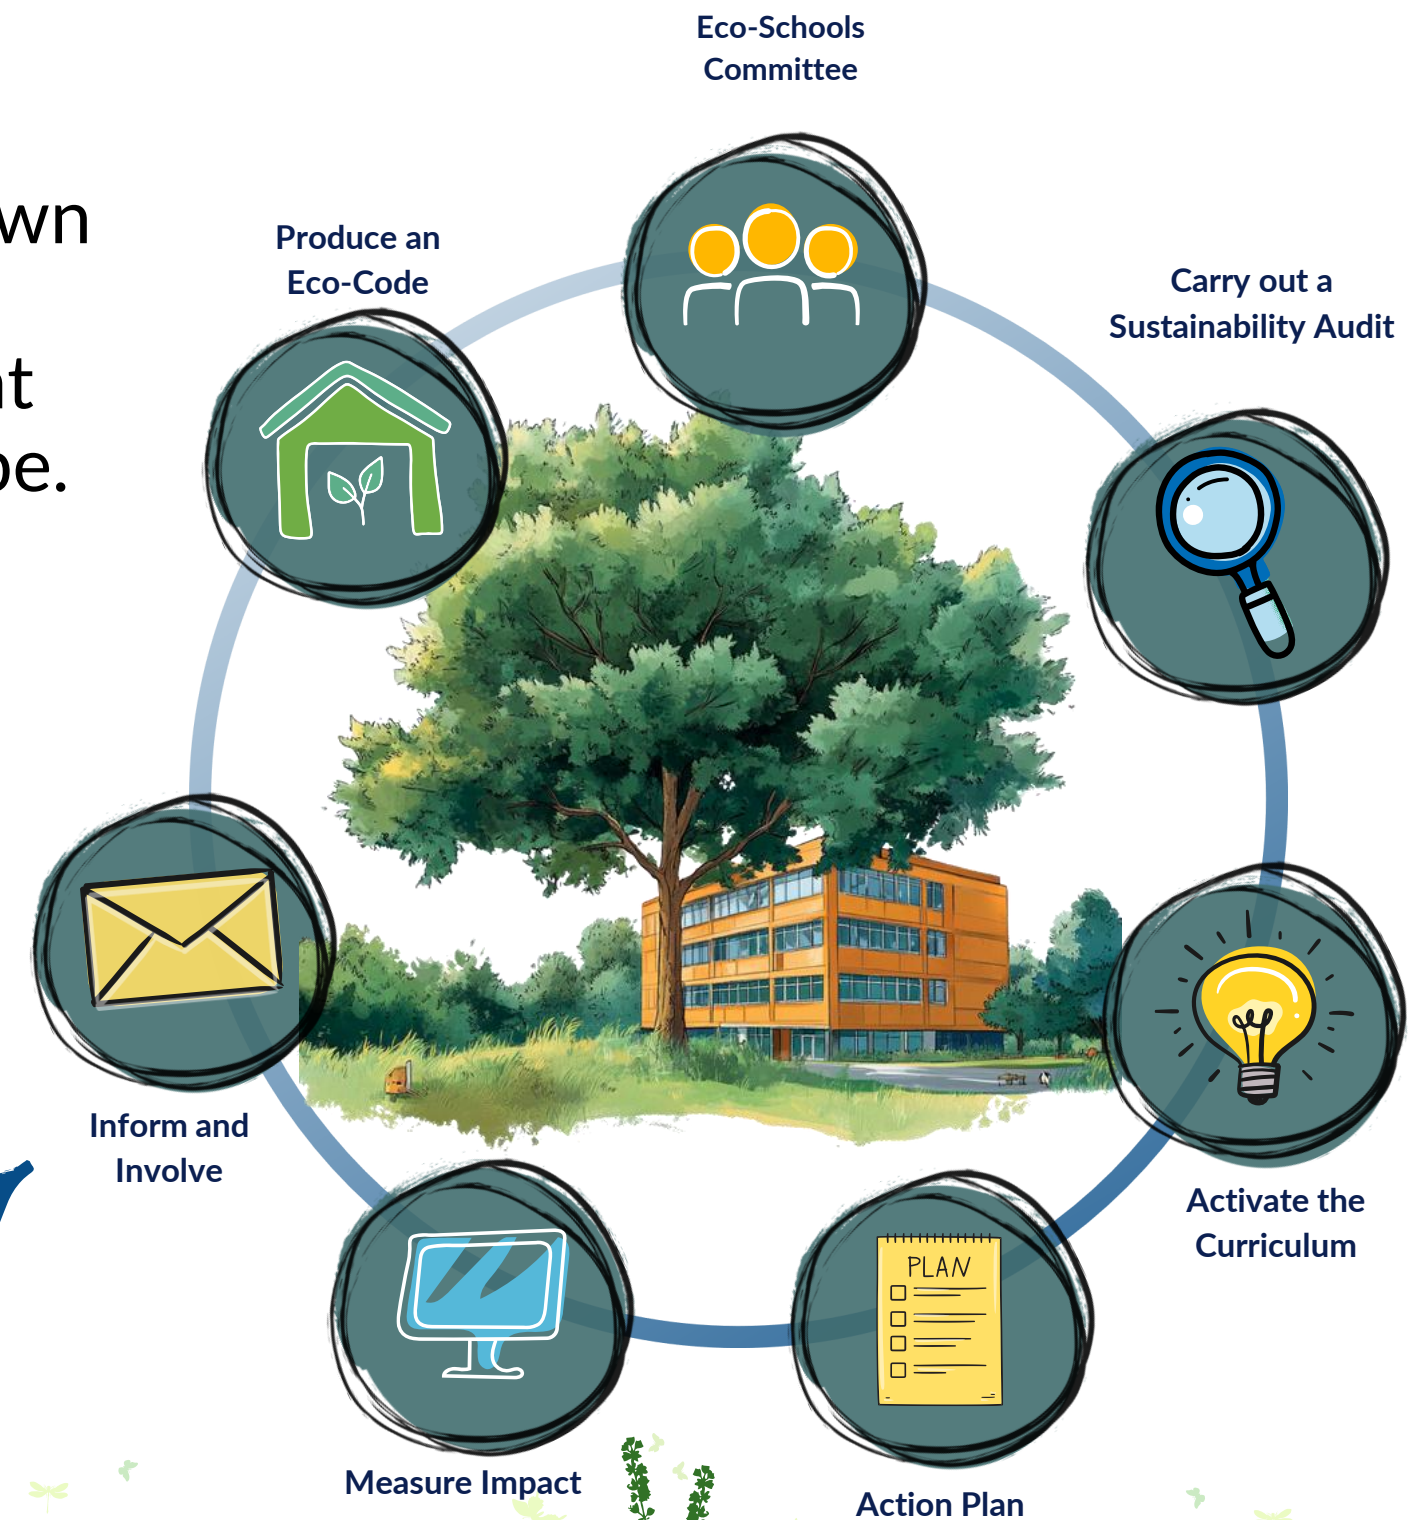 Eco-Schools
Committee
wn
Produce an
Eco-Code
Carry out a
Sustainability Audit
t
be.
Inform and
Involve
Activate the
Curriculum
PLAN
Measure Impact
Action Plan